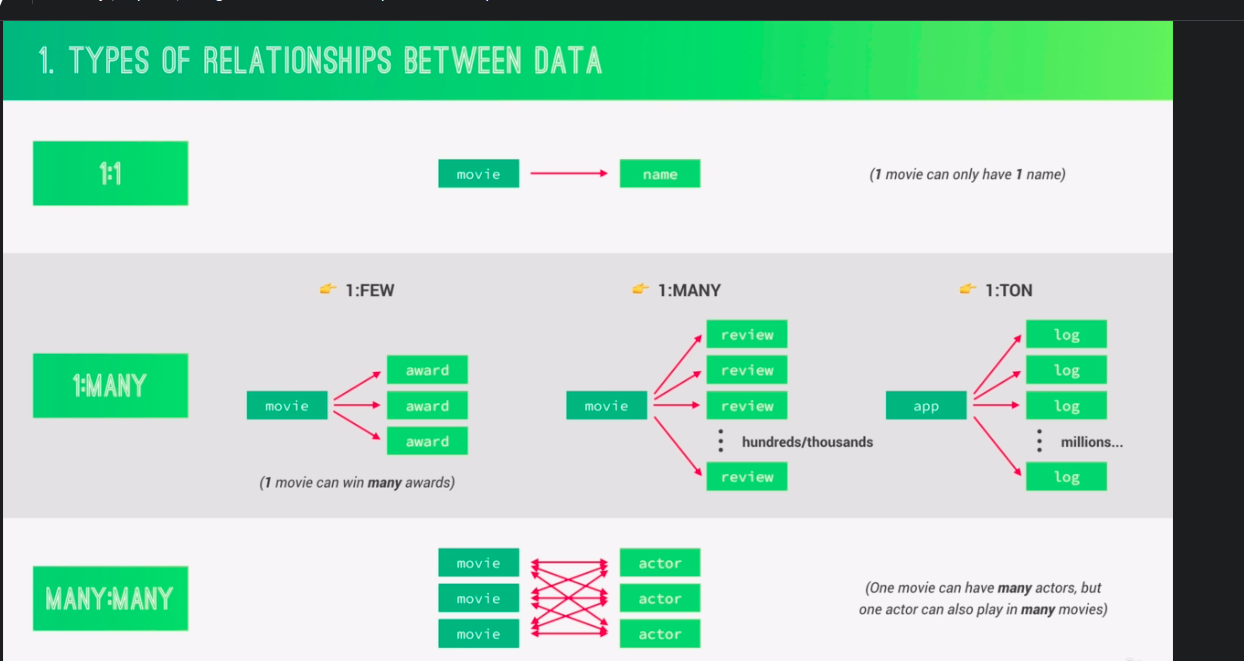 1. TYPES OF RELATIONSHIPS BETWEEN DATA
1:1
movie
name
(1 movie can only have 1 name)
1:MANY
👉 1:FEW
movie
award
award
award
(1 movie can win many awards)
👉 1:MANY
movie
review
review
review
hundreds/thousands
review
👉 1:TON
app
log
log
log
millions...
log
MANY:MANY
movie
movie
movie
actor
actor
actor
(One movie can have many actors, but
one actor can also play in many movies)